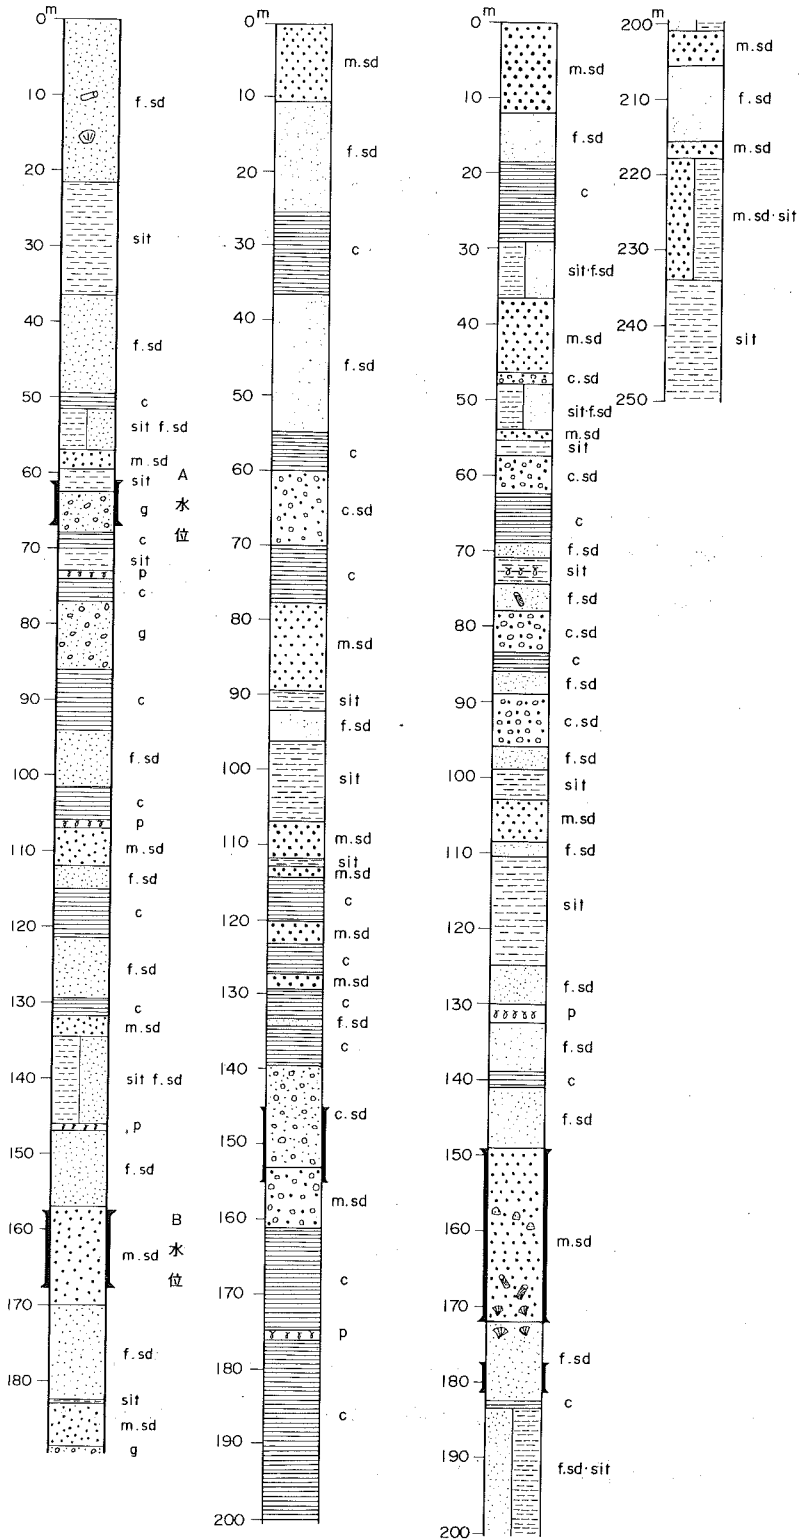 m
0
10
20
30
40
50
60
70
80
90
100
110
120
130
140
150
160
170
180
f.sd
sit
f.sd
c
sit f.sd
m.sd
sit
g
c
sit
p
c
g
c
f.sd
c
p
m.sd
f.sd
c
f.sd
c
m.sd
sit f.sd
p
f.sd
m.sd
f.sd
sit
m.sd
g
A
水
位
B
水
位
m
0
10
20
30
40
50
60
70
80
90
100
110
120
130
140
150
160
170
180
190
200
m.sd
f.sd
c
f.sd
c
c.sd
c
m.sd
sit
f.sd
sit
m.sd
sit
m.sd
c
m.sd
c
m.sd
c
f.sd
c
c.sd
m.sd
c
p
c
m
0
10
20
30
40
50
60
70
80
90
100
110
120
130
140
150
160
170
180
190
200
m.sd
f.sd
c
sit·f.sd
m.sd
c.sd
sit·f.sd
m.sd
sit
c.sd
c
f.sd
sit
f.sd
c.sd
c
f.sd
c.sd
f.sd
sit
m.sd
f.sd
sit
f.sd
p
f.sd
c
f.sd
m.sd
f.sd
c
f.sd·sit
m
200
210
220
230
240
250
m.sd
f.sd
m.sd
m.sd·sit
sit